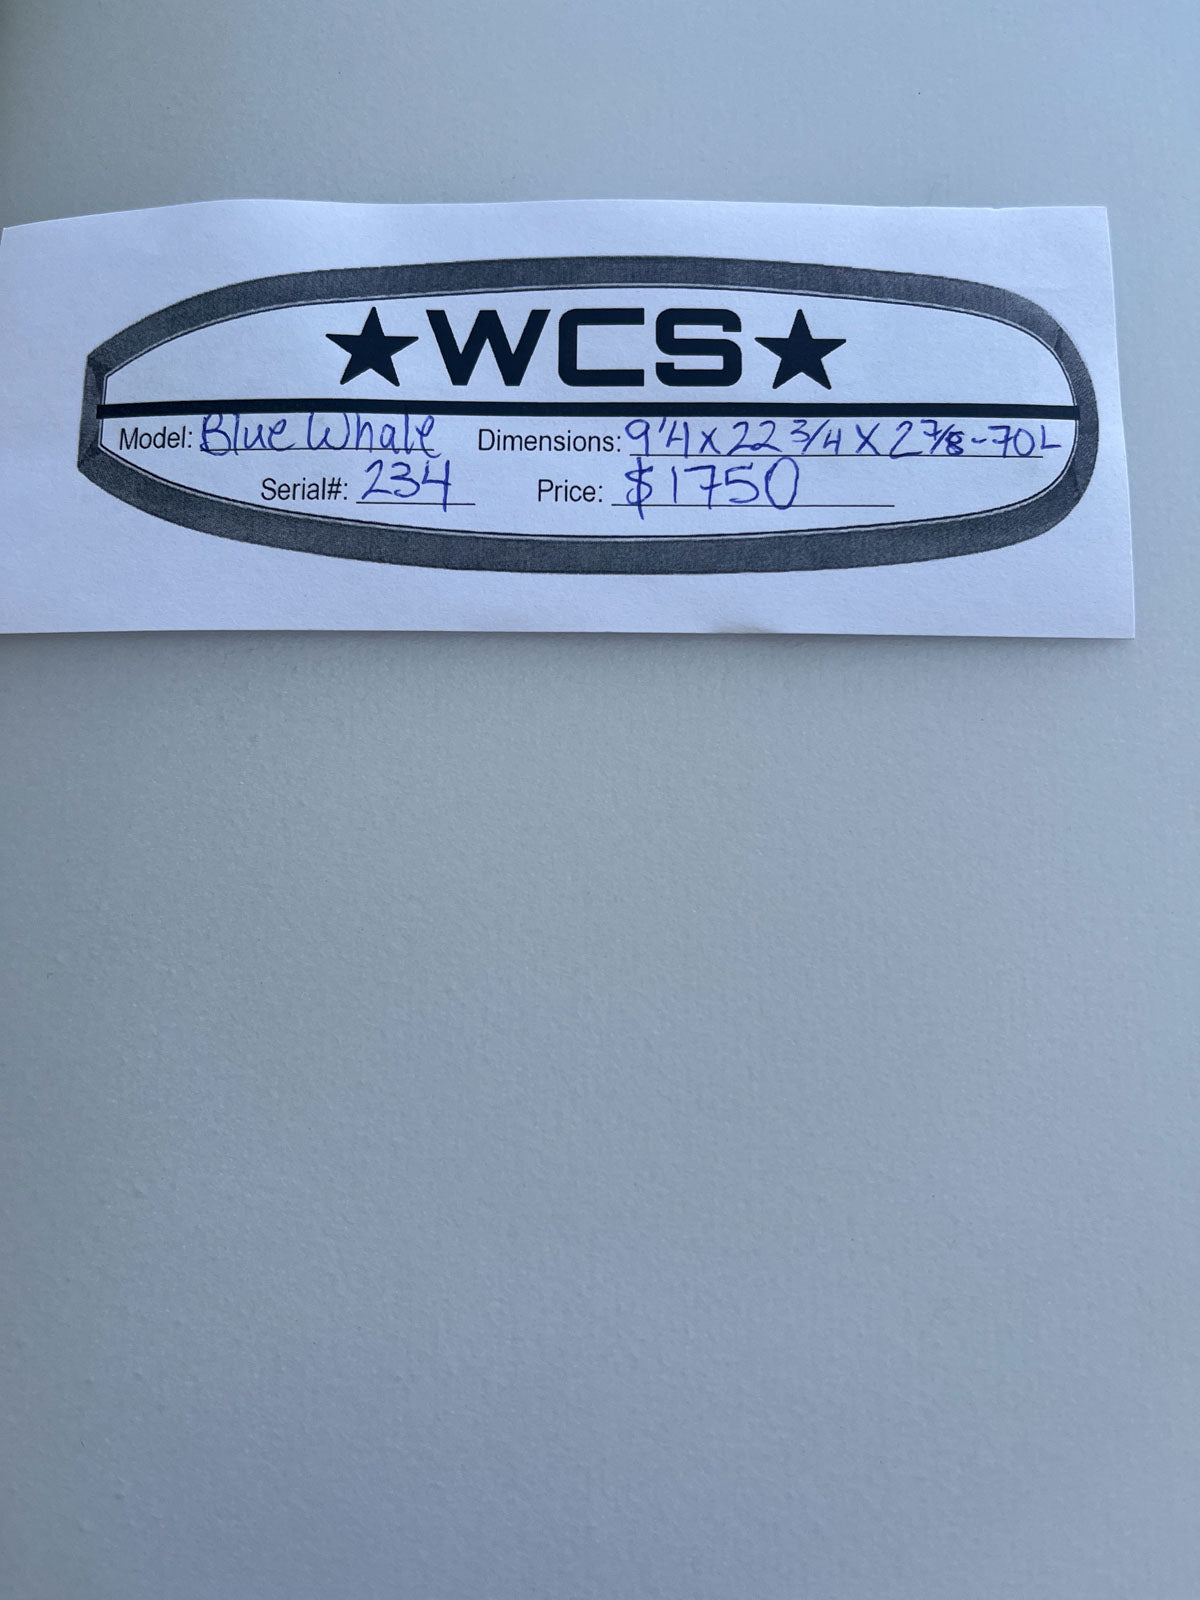 ★WCS★
Model: Blue Whale Dimensions: 9'4 x 22 3/4 X 2 7/8 - 70L
Serial#: 234 Price: $1750